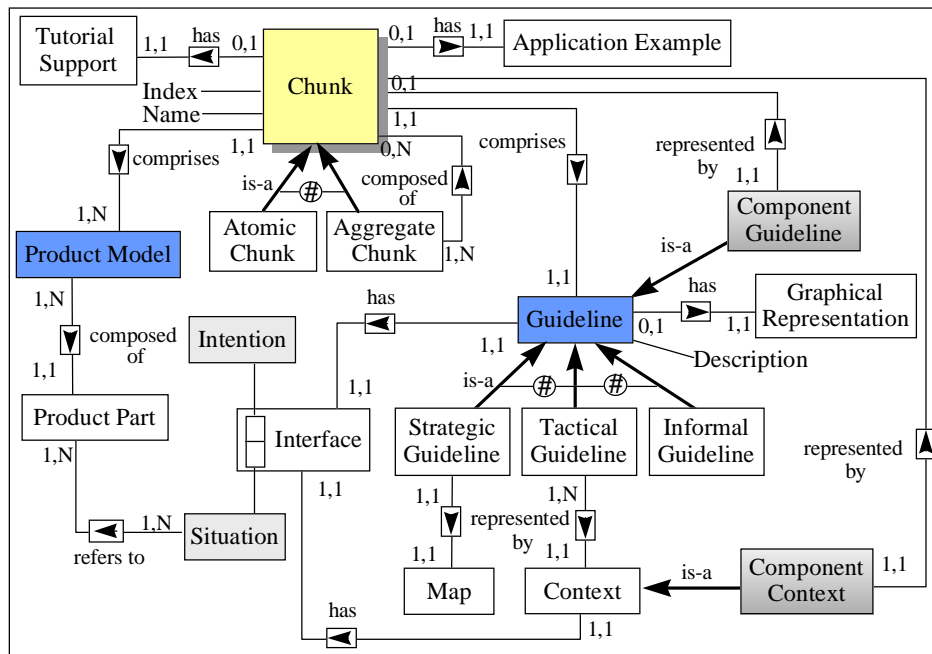 Tutorial
Support
1,1
has
0,1
Chunk
0,1
has
1,1
Application Example
Index
Name
0,1
1,1
1,1
0,N
comprises
is-a
#
composed
of
comprises
represented
by
1,1
1,N
Atomic
Chunk
Aggregate
Chunk
1,N
Component
Guideline
Product Model
is-a
1,1
has
Graphical
Representation
1,N
has
Guideline
0,1
1,1
composed
of
Intention
1,1
Description
is-a
#
#
1,1
1,1
Product Part
Interface
Strategic
Guideline
Tactical
Guideline
Informal
Guideline
represented
by
1,N
1,1
1,1
1,N
1,N
Situation
represented
by
refers to
1,1
1,1
Map
Context
is-a
Component
Context
1,1
has
1,1